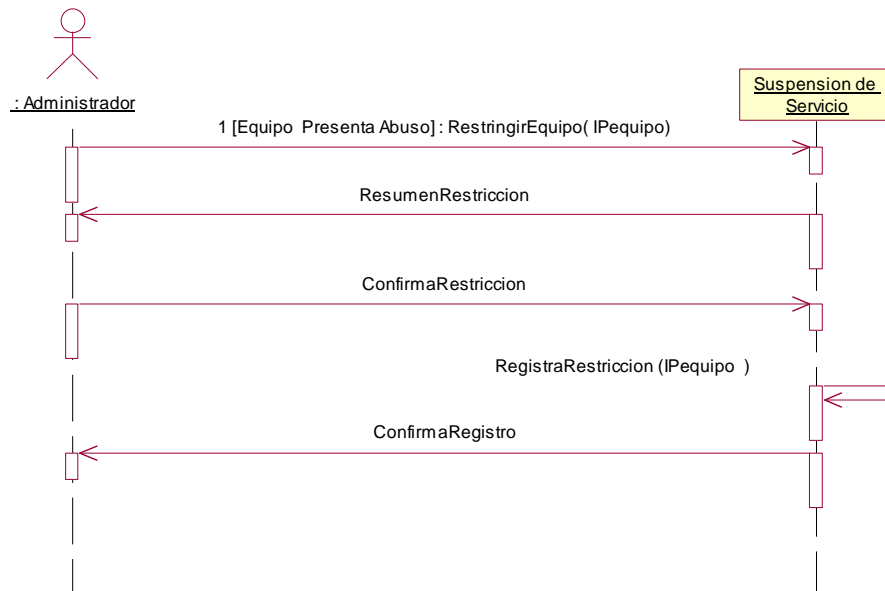 : Administrador
Suspension de
Servicio
1 [Equipo Presenta Abuso] : RestringirEquipo( IPequipo)
ResumenRestriccion
ConfirmaRestriccion
RegistraRestriccion (IPequipo )
ConfirmaRegistro